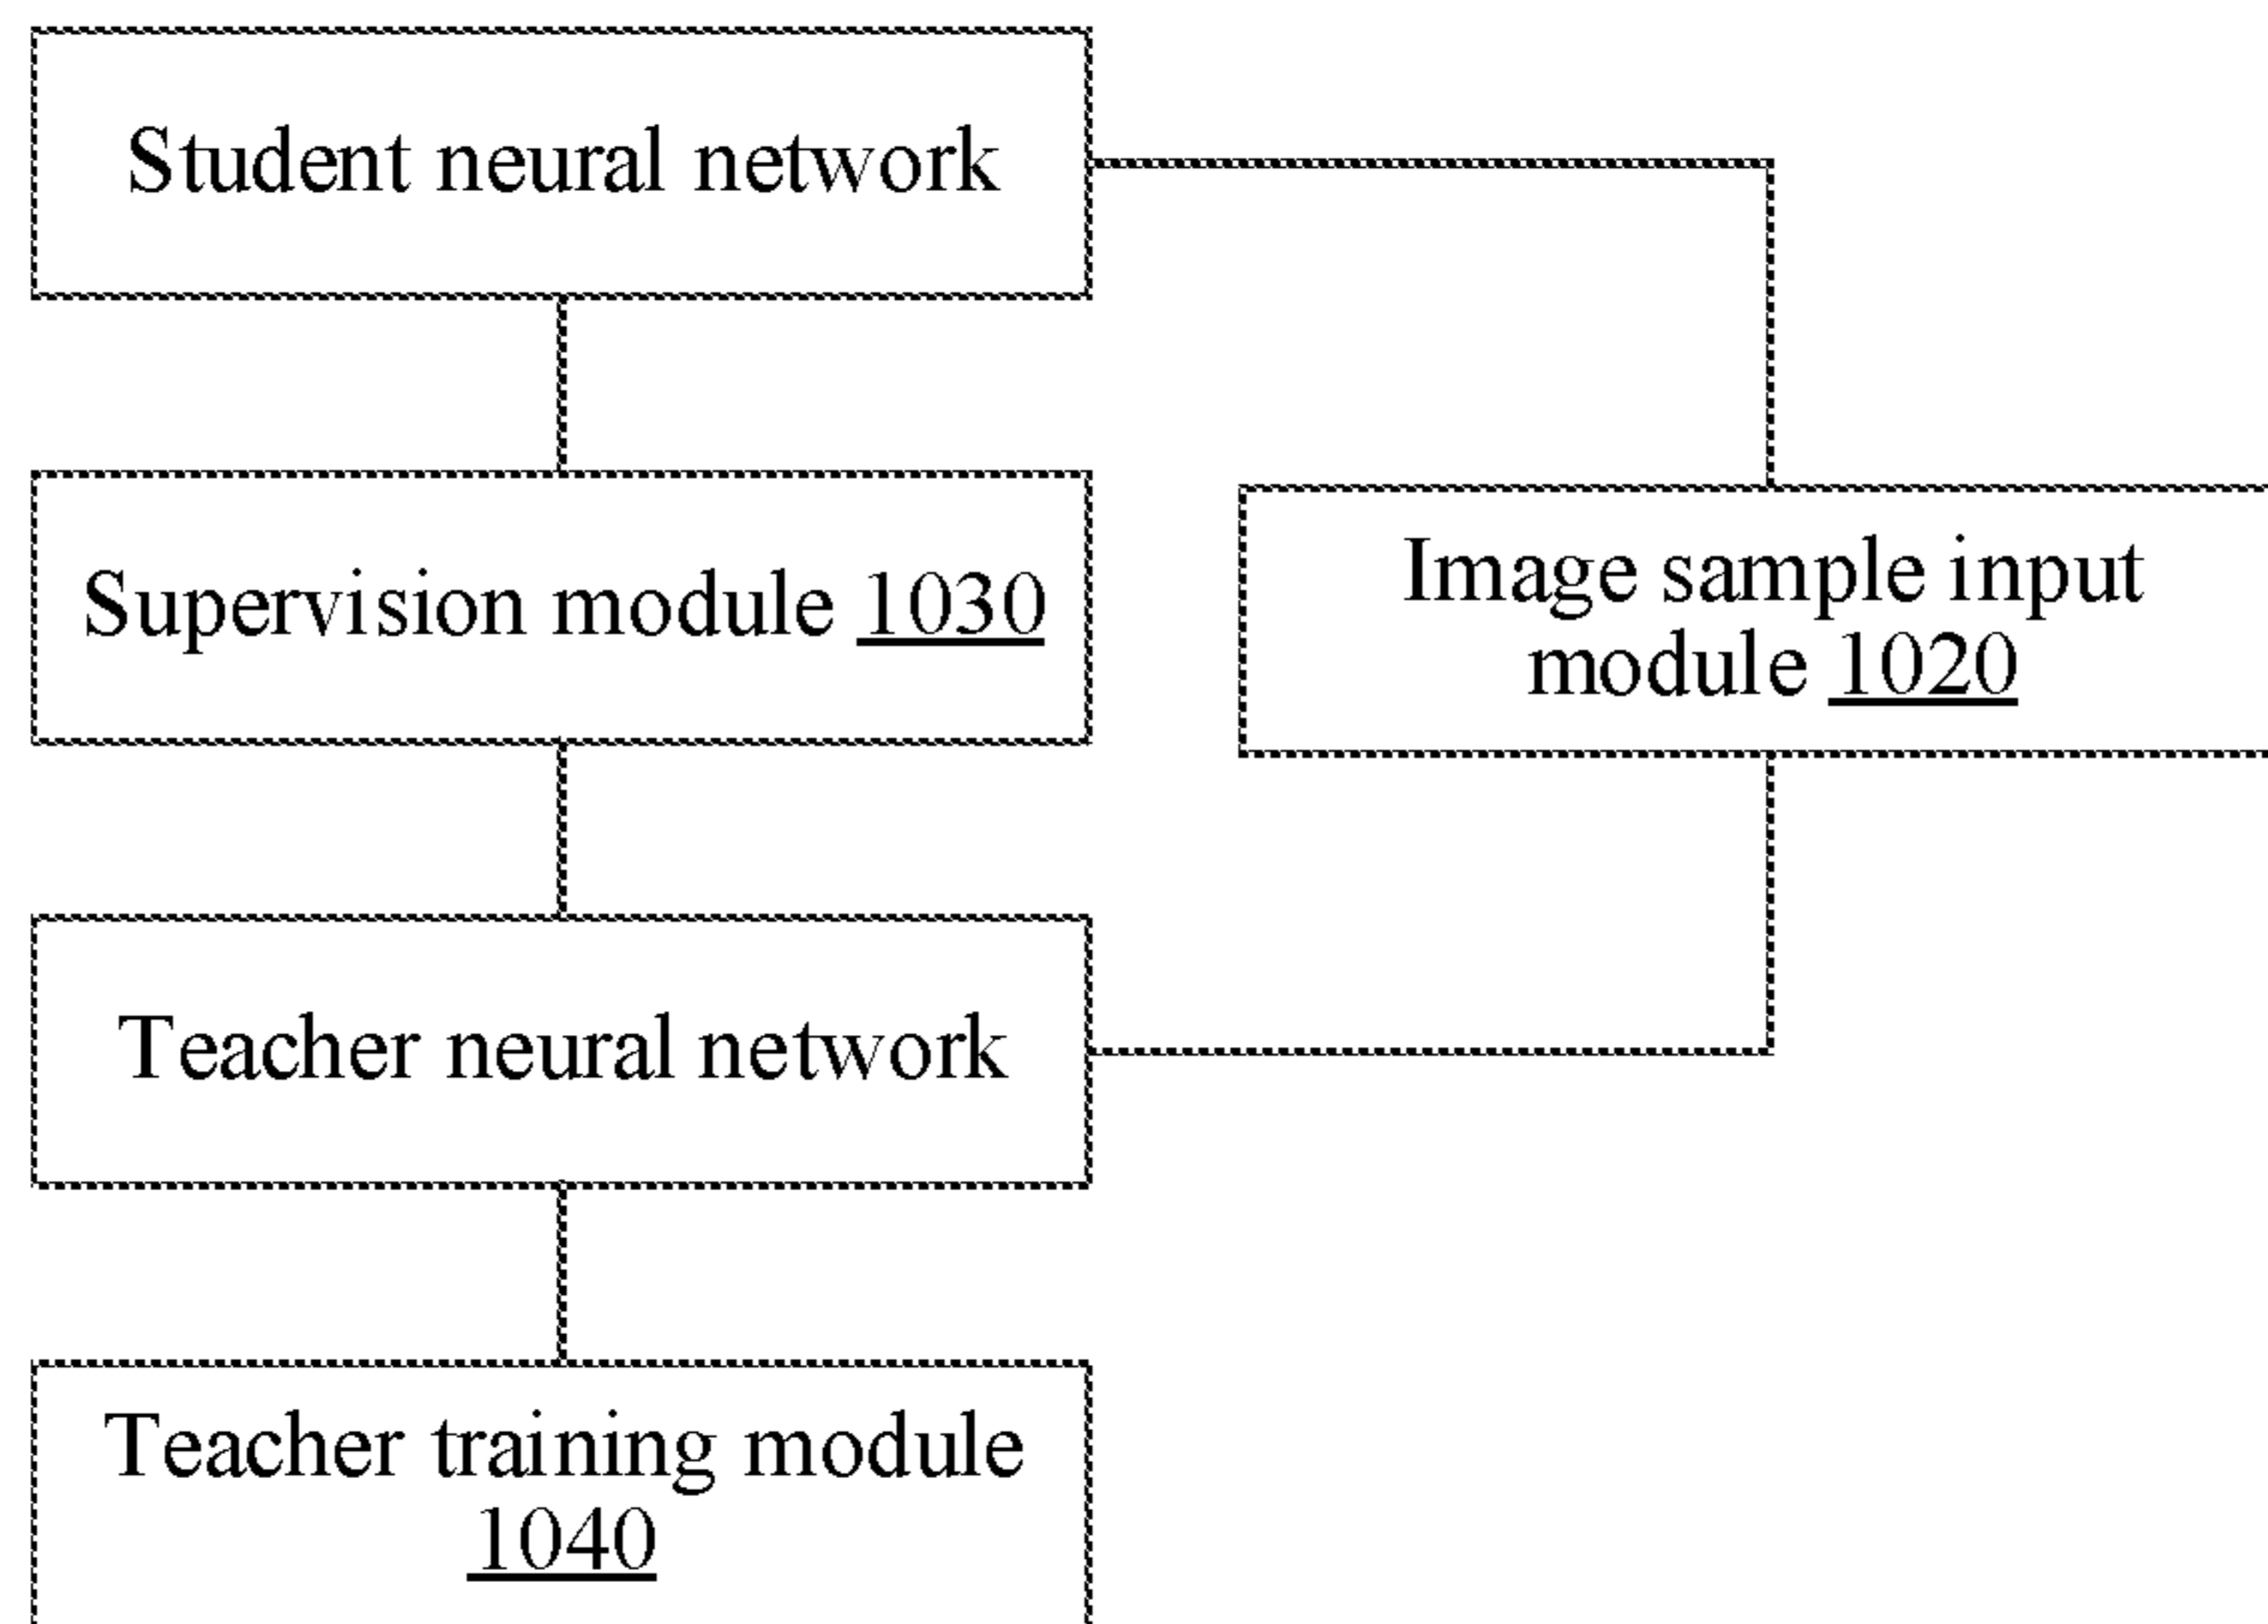 Student neural network
Supervision module 1030
Image sample input
module 1020
Teacher neural network
Teacher training module
1040